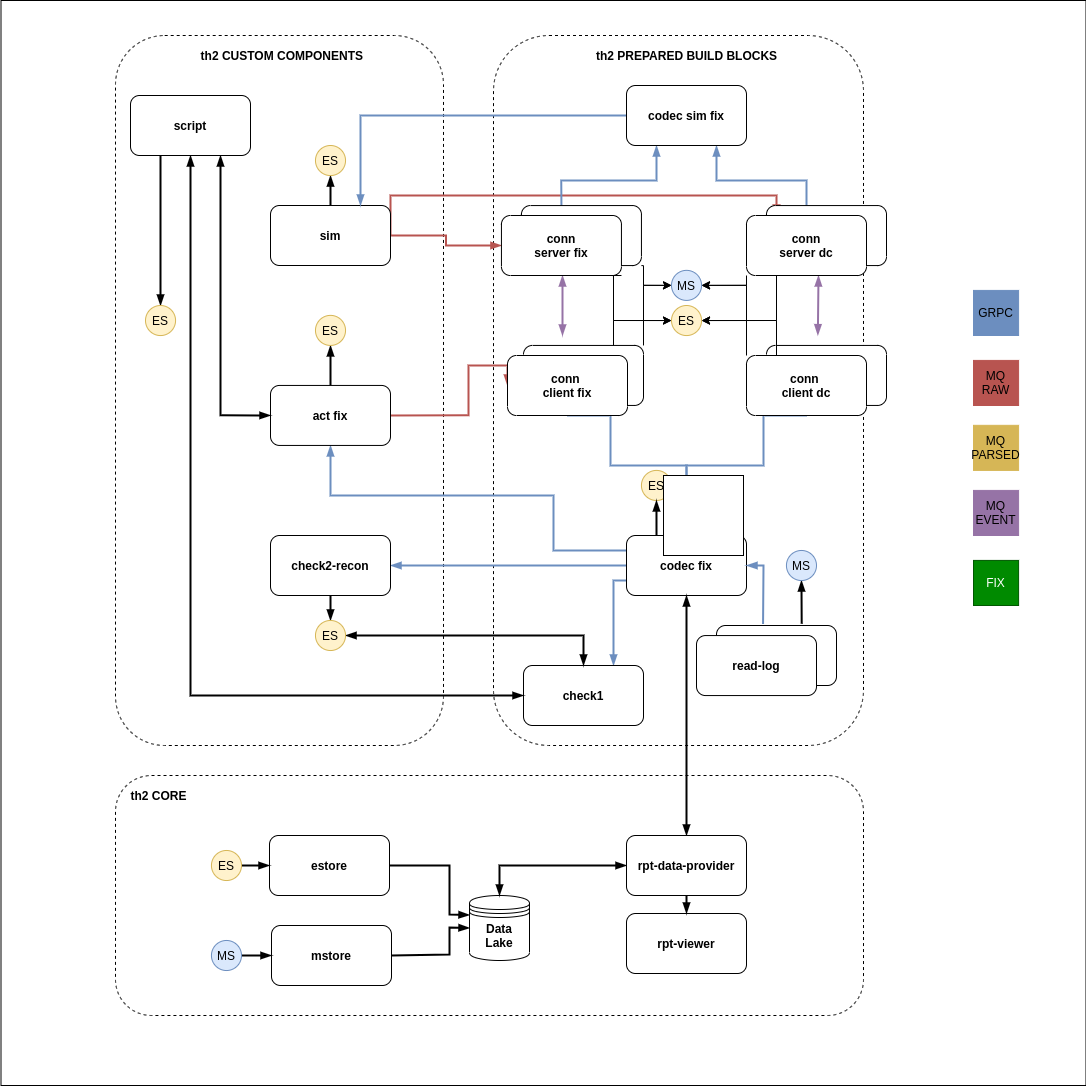 th2 CUSTOM COMPONENTS
th2 PREPARED BUILD BLOCKS
script
codec sim fix
ES
sim
conn
server fix
conn
server dc
MS
ES
ES
ES
act fix
conn
client fix
conn
client dc
ES
check2-recon
codec fix
MS
ES
read-log
check1
GRPC
MQ
RAW
MQ
PARSED
MQ
EVENT
FIX
th2 CORE
ES
estore
rpt-data-provider
Data
Lake
MS
mstore
rpt-viewer